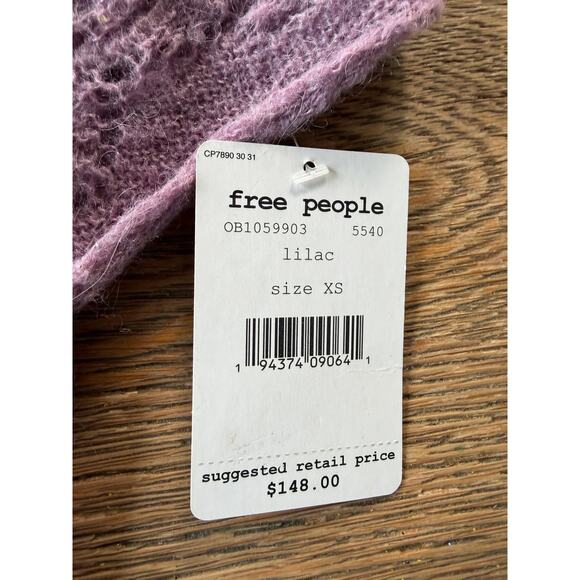 CP7890 30 31
free people
OB1059903 5540
lilac
size XS
1 94374 09064 1
suggested retail price
$148.00